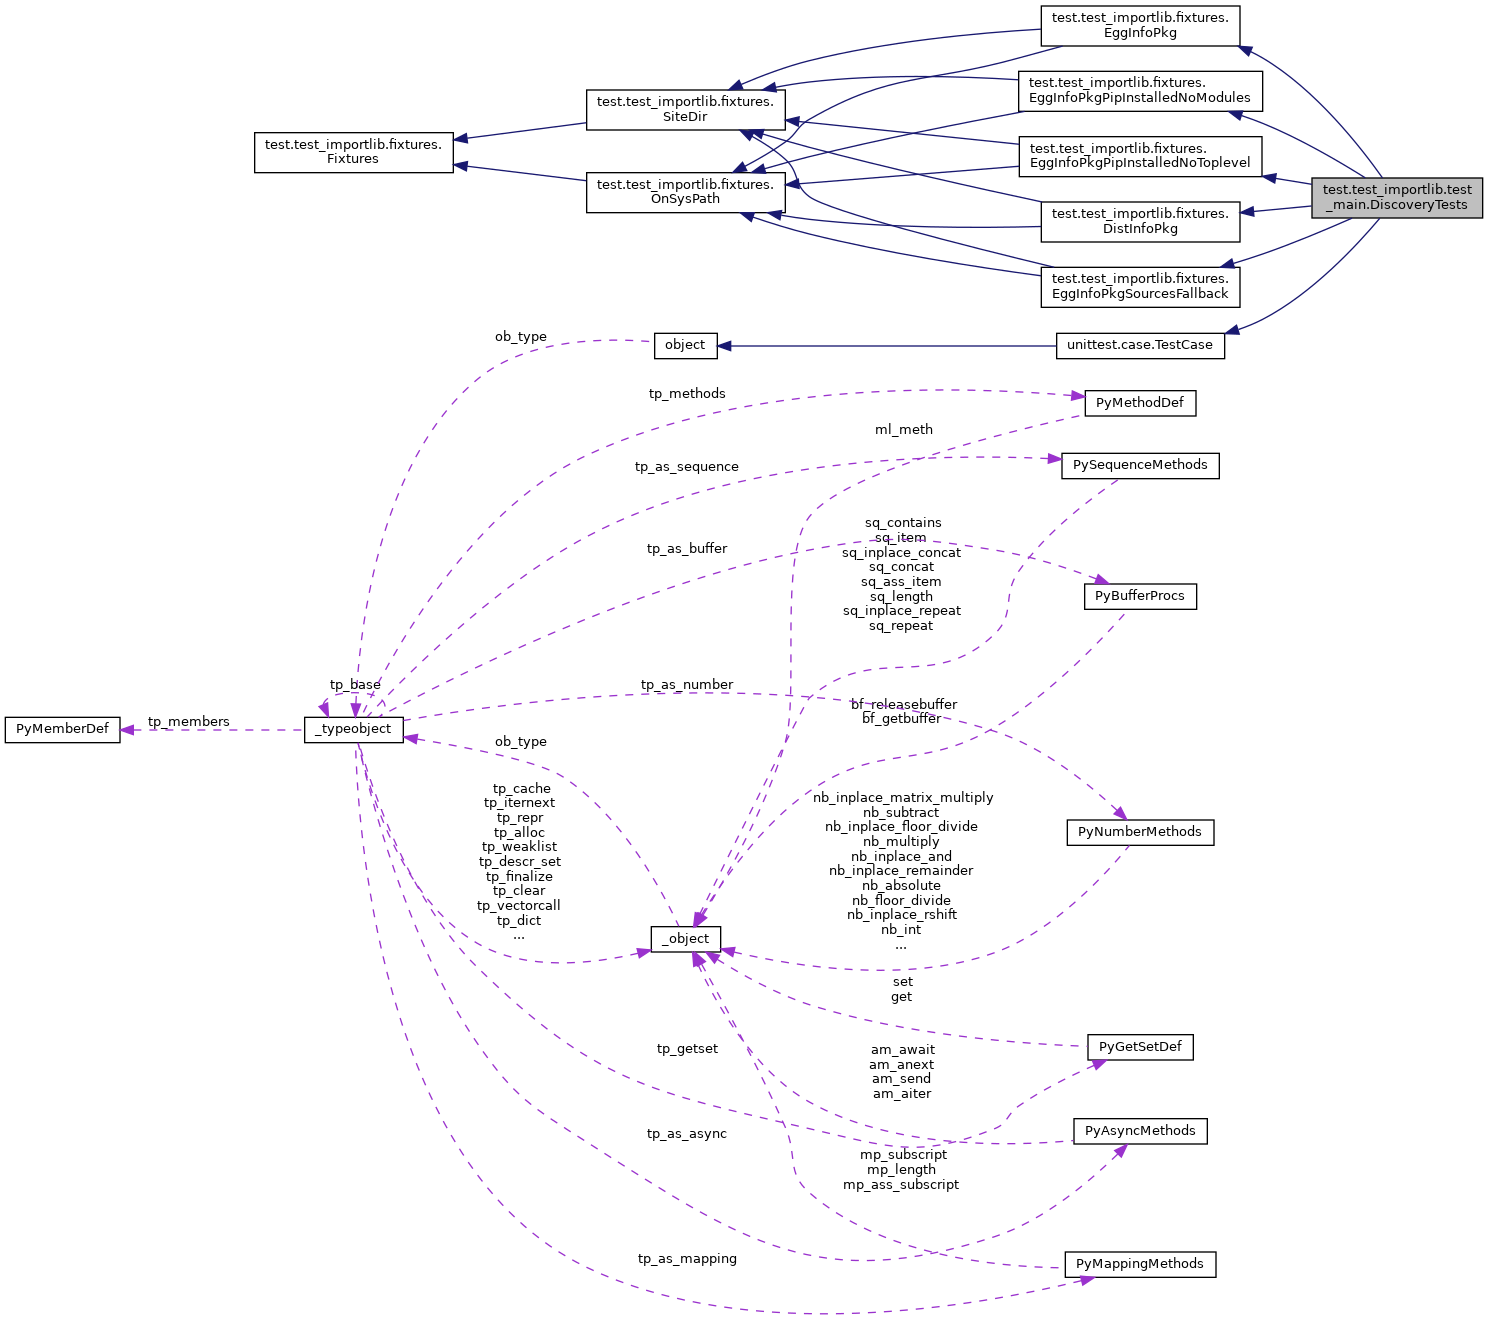 test.test_importlib.fixtures.
EggInfoPkg
test.test_importlib.fixtures.
EggInfoPkgPipInstalledNoModules
test.test_importlib.fixtures.
SiteDir
test.test_importlib.fixtures.
Fixtures
test.test_importlib.fixtures.
EggInfoPkgPipInstalledNoToplevel
test.test_importlib.fixtures.
OnSysPath
test.test_importlib.test
_main.DiscoveryTests
test.test_importlib.fixtures.
DistInfoPkg
test.test_importlib.fixtures.
EggInfoPkgSourcesFallback
ob_type
object
unittest.case.TestCase
tp_methods
PyMethodDef
ml_meth
tp_as_sequence
PySequenceMethods
sq_contains
sq_item
sq_inplace_concat
sq_concat
sq_ass_item
sq_length
sq_inplace_repeat
sq_repeat
tp_as_buffer
PyBufferProcs
tp_base
tp_as_number
bf_releasebuffer
bf_getbuffer
PyMemberDef
tp_members
_typeobject
ob_type
tp_cache
tp_iternext
tp_repr
tp_alloc
tp_weaklist
tp_descr_set
tp_finalize
tp_clear
tp_vectorcall
tp_dict
...
nb_inplace_matrix_multiply
nb_subtract
nb_inplace_floor_divide
nb_multiply
nb_inplace_and
nb_inplace_remainder
nb_absolute
nb_floor_divide
nb_inplace_rshift
nb_int
...
PyNumberMethods
_object
set
get
tp_getset
PyGetSetDef
am_await
am_anext
am_send
am_aiter
tp_as_async
PyAsyncMethods
mp_subscript
mp_length
mp_ass_subscript
tp_as_mapping
PyMappingMethods